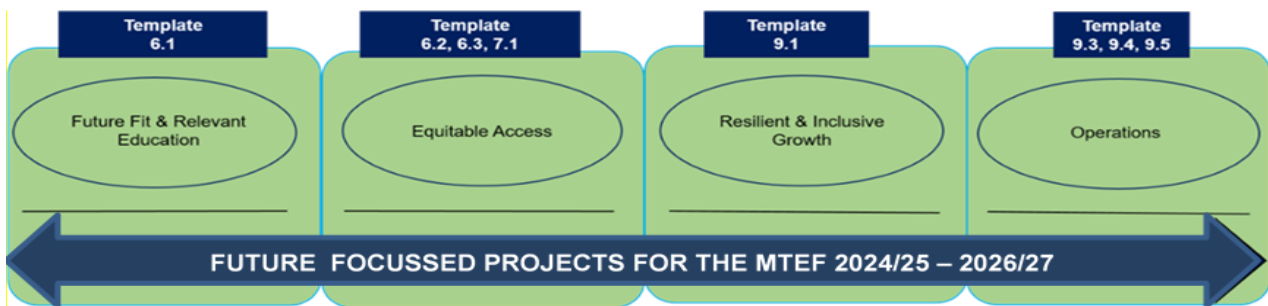 Template
6.1
Template
6.2, 6.3, 7.1
Template
9.1
Template
9.3, 9.4, 9.5
Future Fit & Relevant
Education
Equitable Access
Resilient & Inclusive
Growth
Operations
FUTURE FOCUSSED PROJECTS FOR THE MTEF 2024/25 – 2026/27